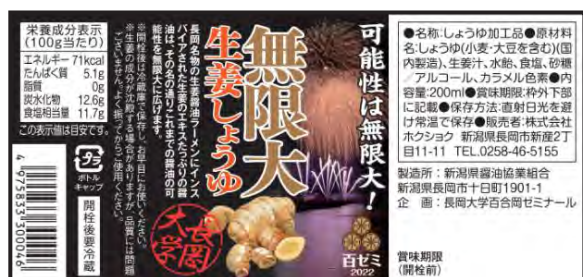 栄養成分表示
(100g当たり)
エネルギー 71kcal
たんぱく質 5.1g
脂質 0g
炭水化物 12.6g
食塩相当量 11.7g
この表示値は目安です。
プラ
ボトル
キャップ
開栓後要冷蔵
4975833300046
※開栓後は冷蔵庫で保存し、お早目にお使いください。
※生姜の成分が沈殿する場合がありますが、品質には問題
ございません。よく振ってからご使用ください。
長岡名物の生姜醤油ラーメンにインス
パイアされた生姜のエキスたっぷりの醤
油は、その名の通りこれまでの醤油の可
能性を無限大に広げます。
生姜しょうゆ
無限大
可能性は無限大!
長岡大学
百ゼミ
2022
●名称:しょうゆ加工品●原材料
名:しょうゆ(小麦・大豆を含む)(国
内製造)、生姜汁、水飴、食塩、砂糖
/アルコール、カラメル色素●内
容量:200ml●賞味期限:枠外下部
に記載●保存方法:直射日光を避
け常温で保存●販売者:株式会社
ホクショク 新潟県長岡市新産2丁
目11-11 TEL.0258-46-5155
製造所:新潟県醤油協業組合
新潟県長岡市十日町1901-1
企 画:長岡大学百合岡ゼミナール
賞味期限
(開栓前)